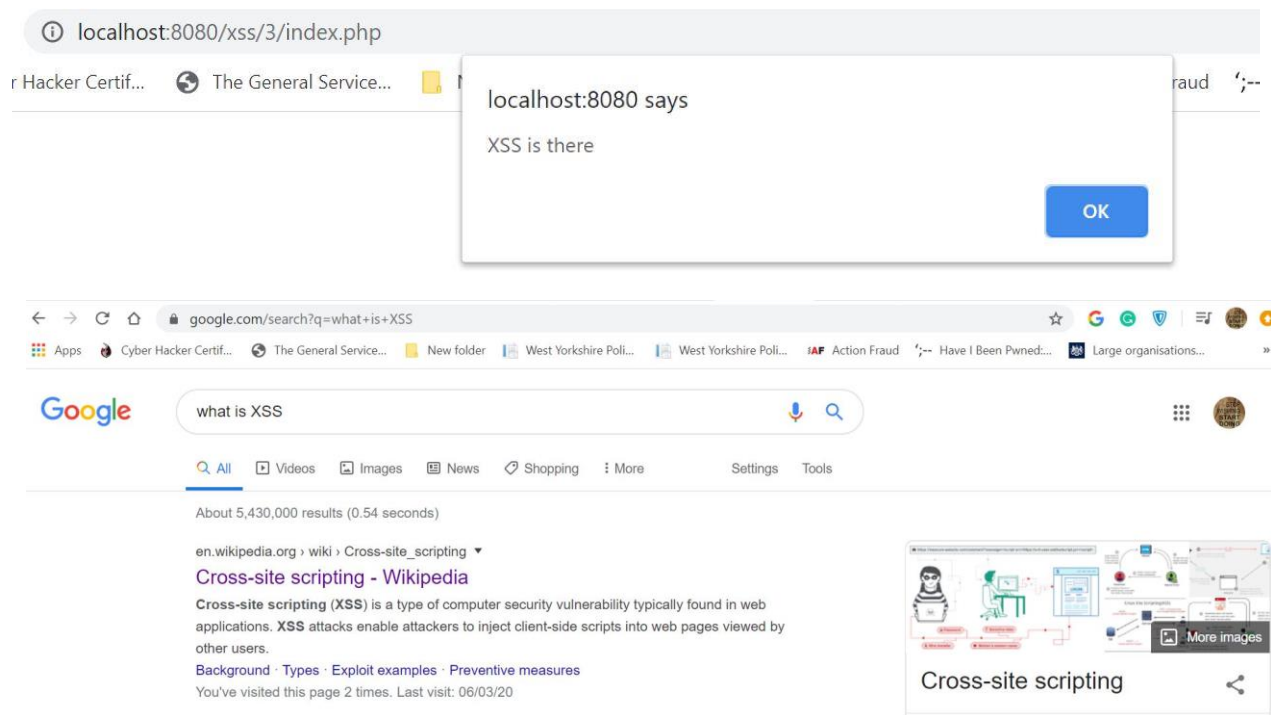 localhost:8080/xss/3/index.php
r Hacker Certif... The General Service... raud ';--
localhost:8080 says
XSS is there
OK
google.com/search?q=what+is+XSS
Apps Cyber Hacker Certif... The General Service... New folder West Yorkshire Poli... West Yorkshire Poli... AF Action Fraud ';-- Have I Been Pwned:... Large organisations... »
Google what is XSS
All Videos Images News Shopping More Settings Tools
About 5,430,000 results (0.54 seconds)
en.wikipedia.org › wiki › Cross-site_scripting
Cross-site scripting - Wikipedia
Cross-site scripting (XSS) is a type of computer security vulnerability typically found in web
applications. XSS attacks enable attackers to inject client-side scripts into web pages viewed by
other users.
Background · Types · Exploit examples · Preventive measures
You've visited this page 2 times. Last visit: 06/03/20
More images
Cross-site scripting